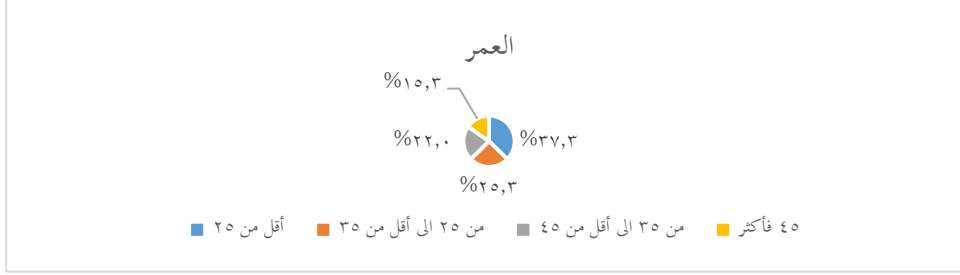 العمر
%١٥,٣
%٢٢,٠
%٣٧,٣
%٢٥,٣
أقل من ٢٥
من ٢٥ الى أقل من ٣٥
من ٣٥ الى أقل من ٤٥
٤٥ فأكثر